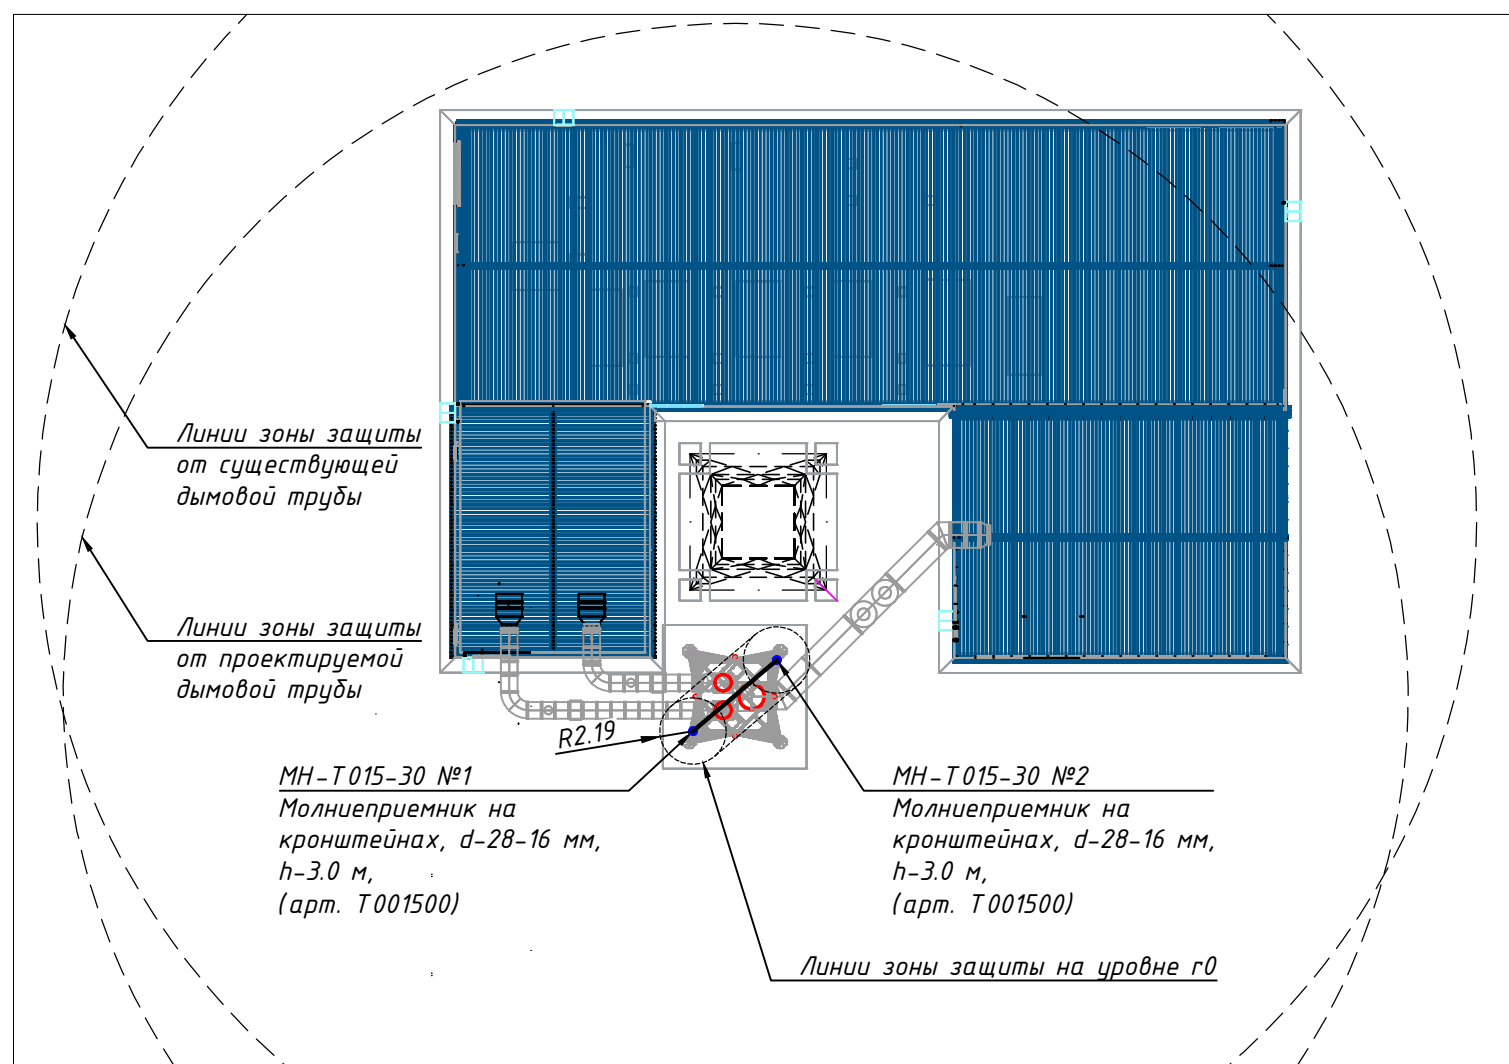 Линии зоны защиты
от существующей
дымовой трубы
Линии зоны защиты
от проектируемой
дымовой трубы
R2.19
МН-Т015-30 №1
Молниеприемник на
кронштейнах, d-28-16 мм,
h-3.0 м,
(арт. Т001500)
МН-Т015-30 №2
Молниеприемник на
кронштейнах, d-28-16 мм,
h-3.0 м,
(арт. Т001500)
Линии зоны защиты на уровне r0